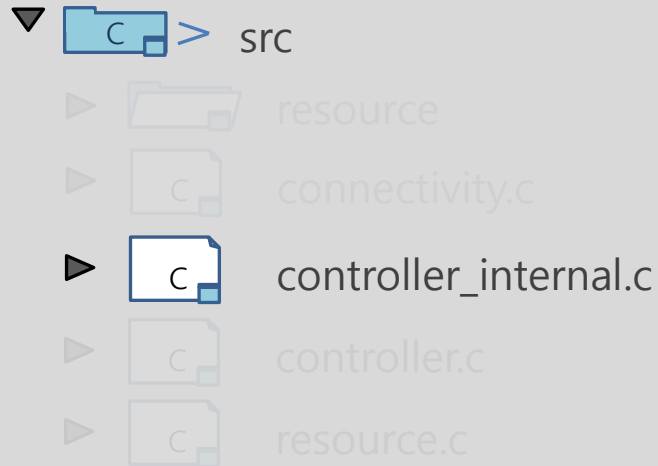 C > src
resource
C connectivity.c
C controller_internal.c
C controller.c
C resource.c